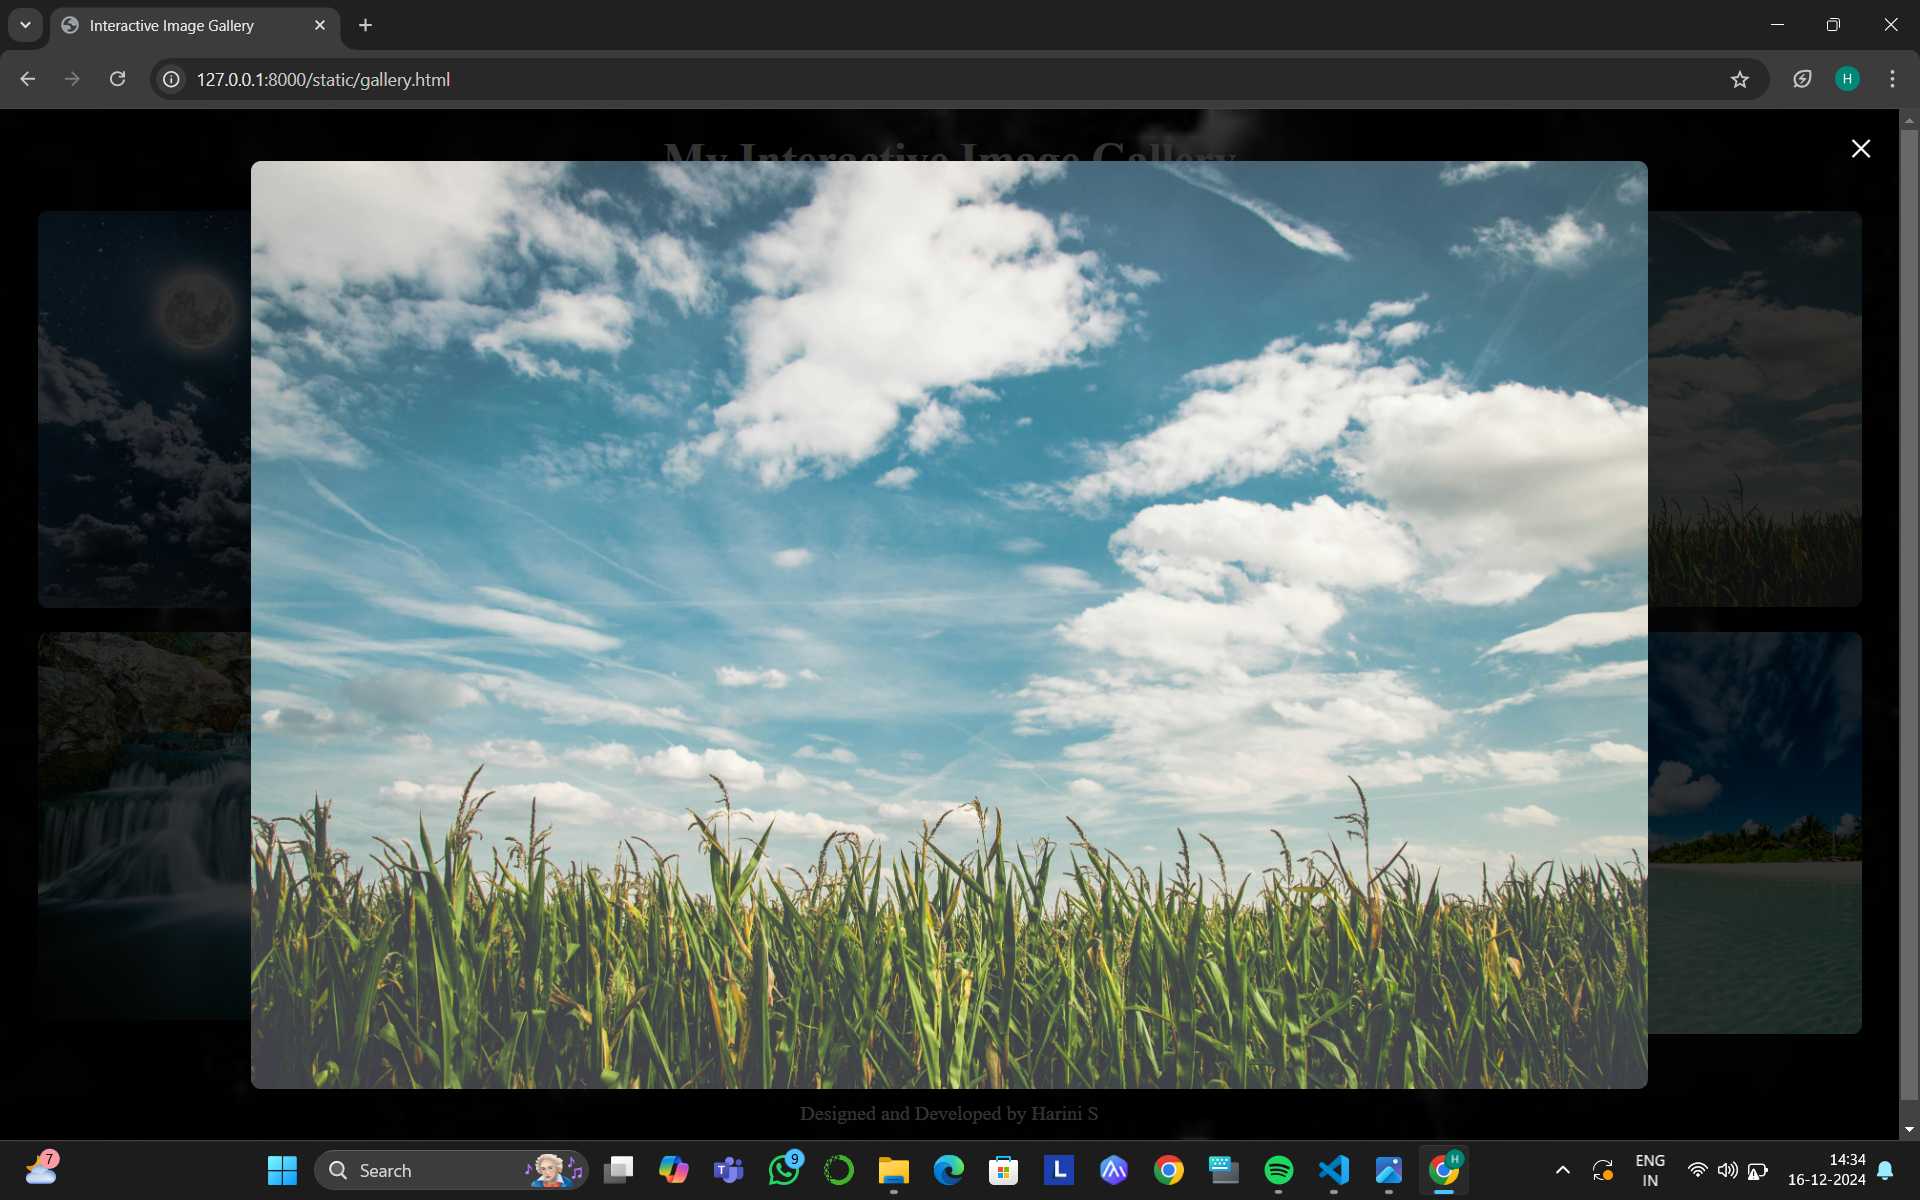 Interactive Image Gallery
127.0.0.1:8000/static/gallery.html
H
My Interactive Image Gallery
Designed and Developed by Harini S
7
Search
T
9
L
H
ENG
IN
14:34
16-12-2024